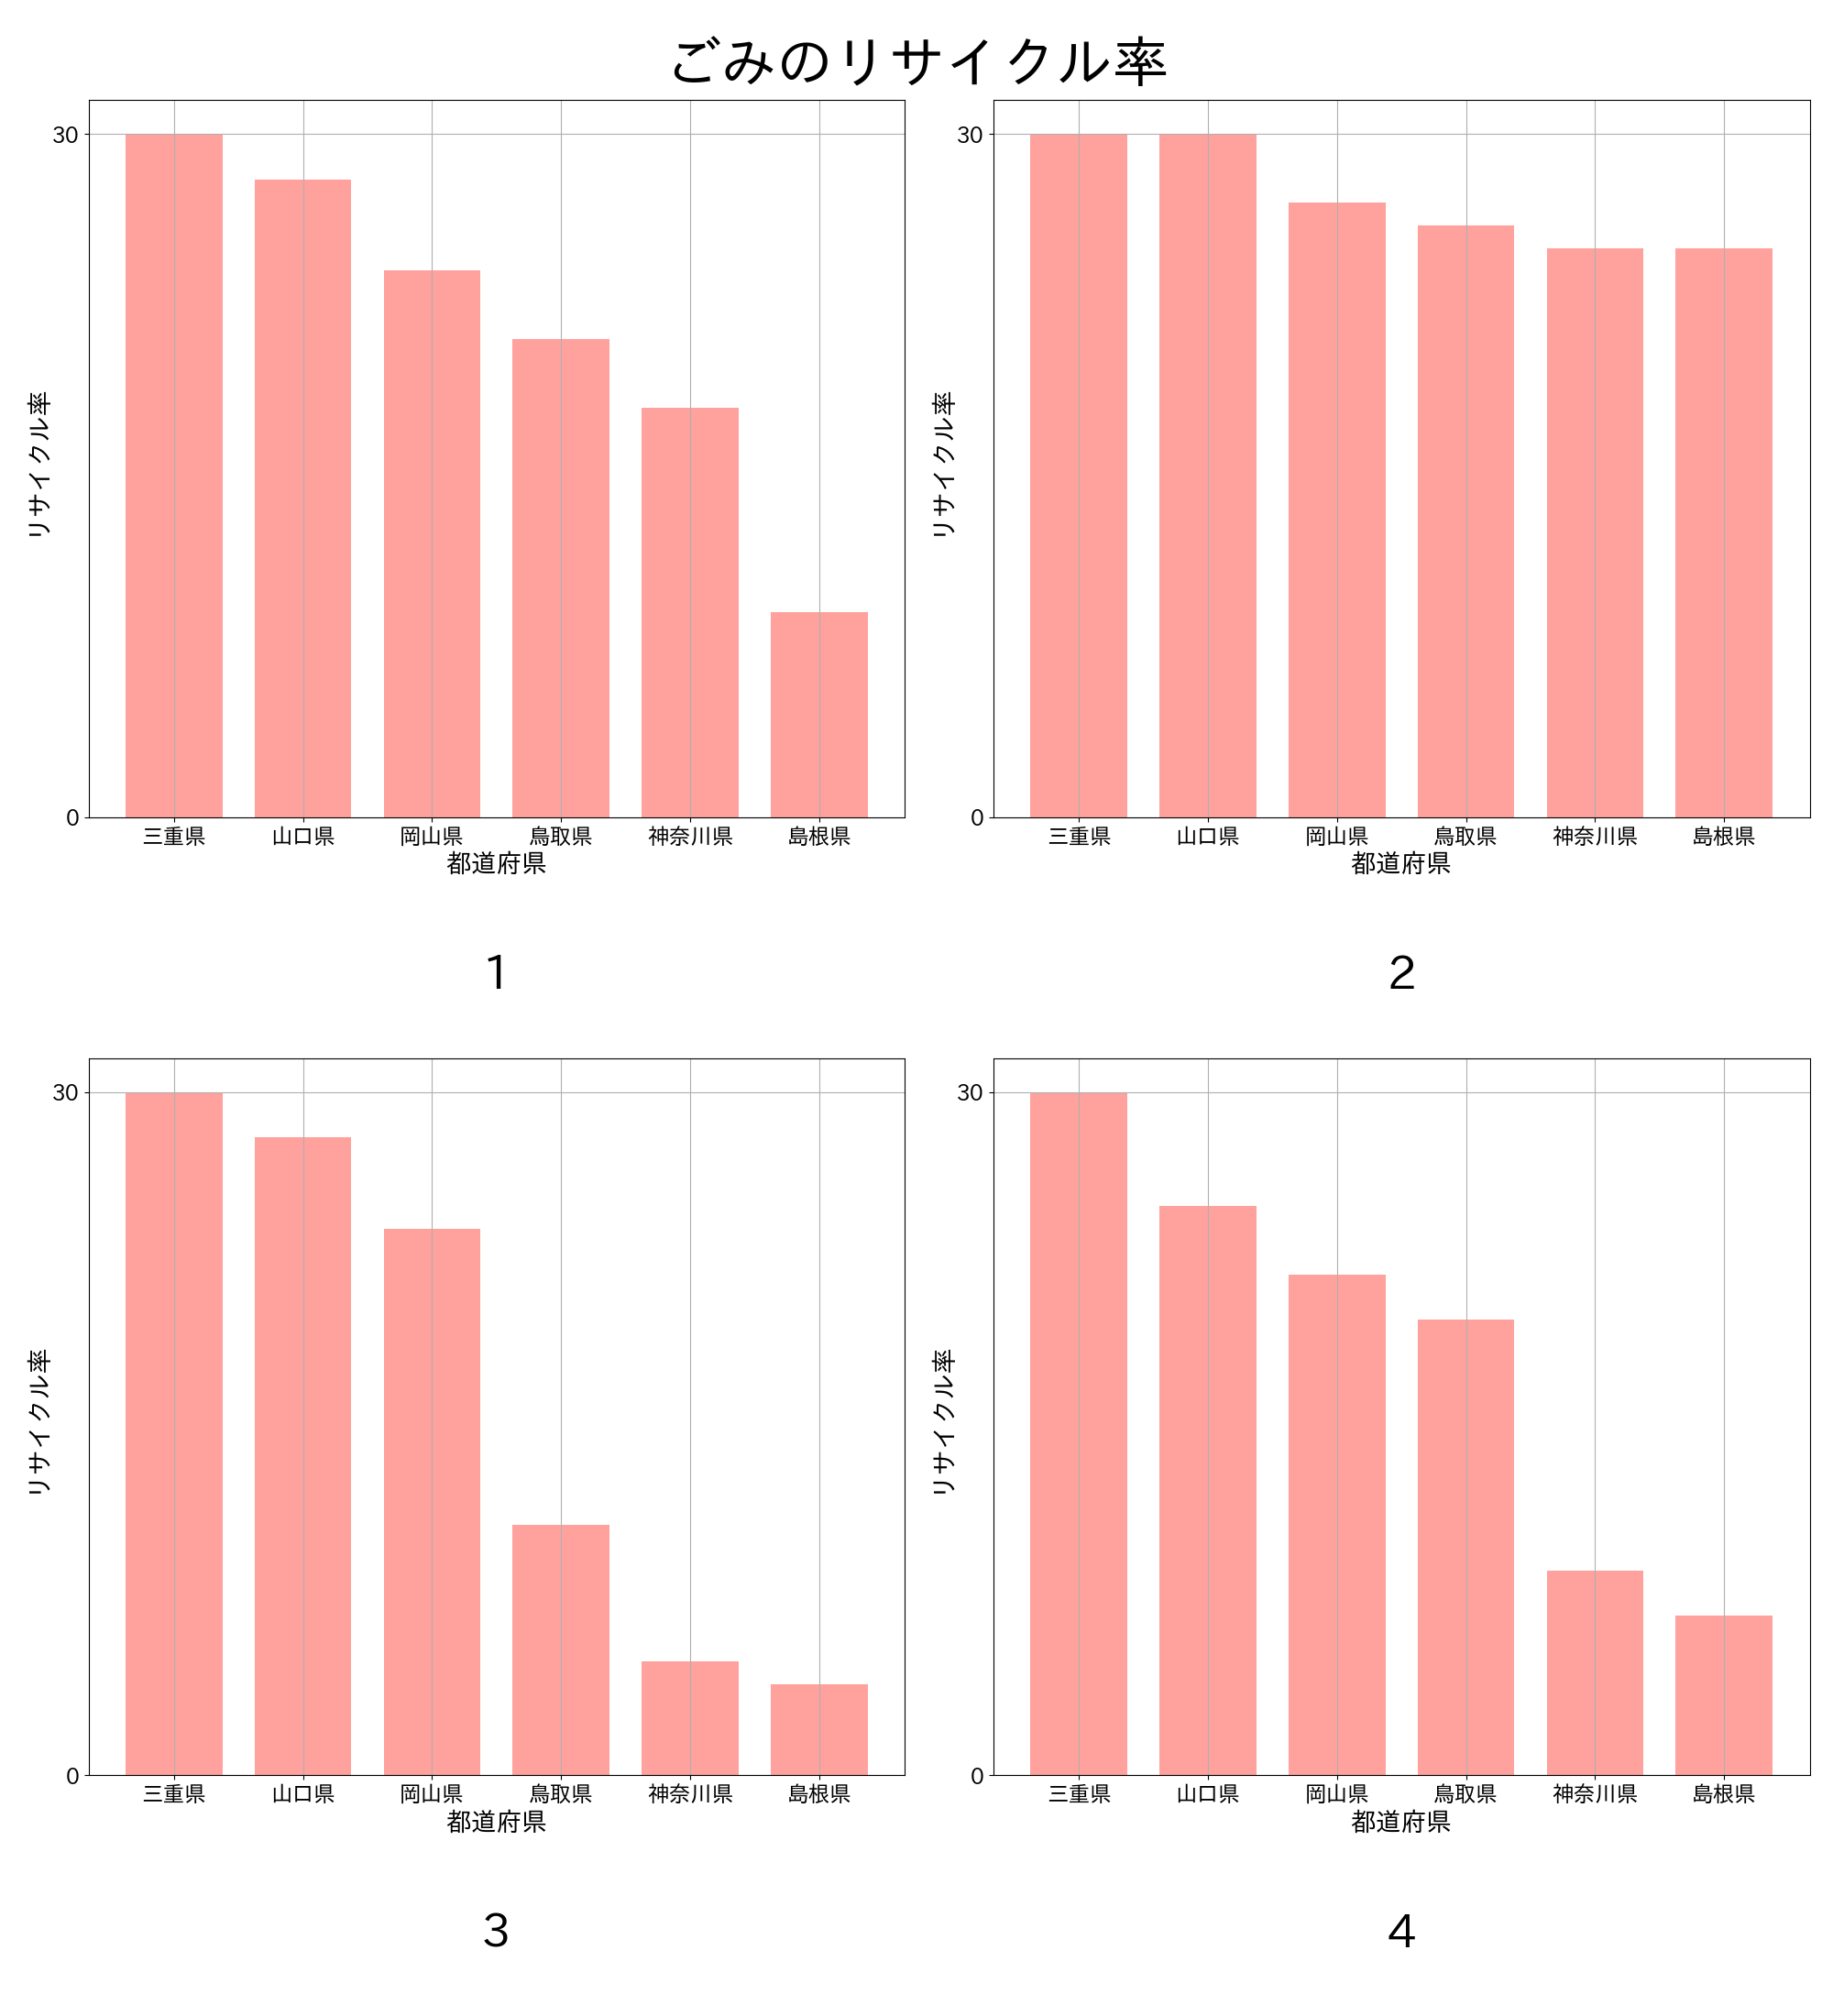 ごみのリサイクル率
30
0
リサイクル率
三重県 山口県 岡山県 鳥取県 神奈川県 島根県
都道府県
1
30
0
リサイクル率
三重県 山口県 岡山県 鳥取県 神奈川県 島根県
都道府県
2
30
0
リサイクル率
三重県 山口県 岡山県 鳥取県 神奈川県 島根県
都道府県
3
30
0
リサイクル率
三重県 山口県 岡山県 鳥取県 神奈川県 島根県
都道府県
4